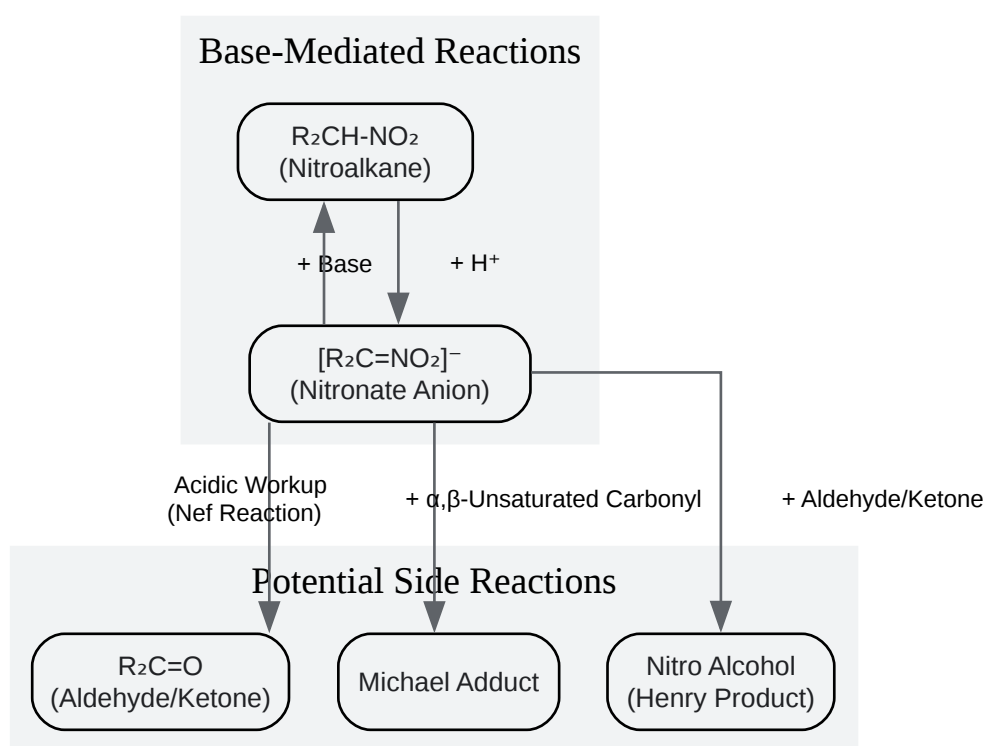 Base-Mediated Reactions
R₂CH-NO₂
(Nitroalkane)
+ Base
+ H⁺
[R₂C=NO₂]⁻
(Nitronate Anion)
Acidic Workup
(Nef Reaction)
+ α,β-Unsaturated Carbonyl
+ Aldehyde/Ketone
Potential Side Reactions
R₂C=O
(Aldehyde/Ketone)
Michael Adduct
Nitro Alcohol
(Henry Product)